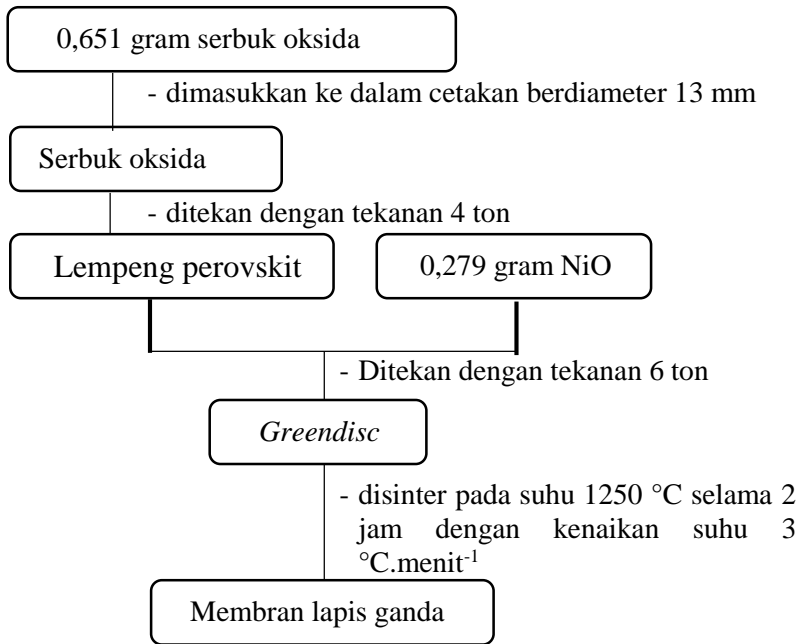 0,651 gram serbuk oksida
- dimasukkan ke dalam cetakan berdiameter 13 mm
Serbuk oksida
- ditekan dengan tekanan 4 ton
Lempeng perovskit
0,279 gram NiO
- Ditekan dengan tekanan 6 ton
Greendisc
- disinter pada suhu 1250 °C selama 2
jam dengan kenaikan suhu 3
°C.menit⁻¹
Membran lapis ganda